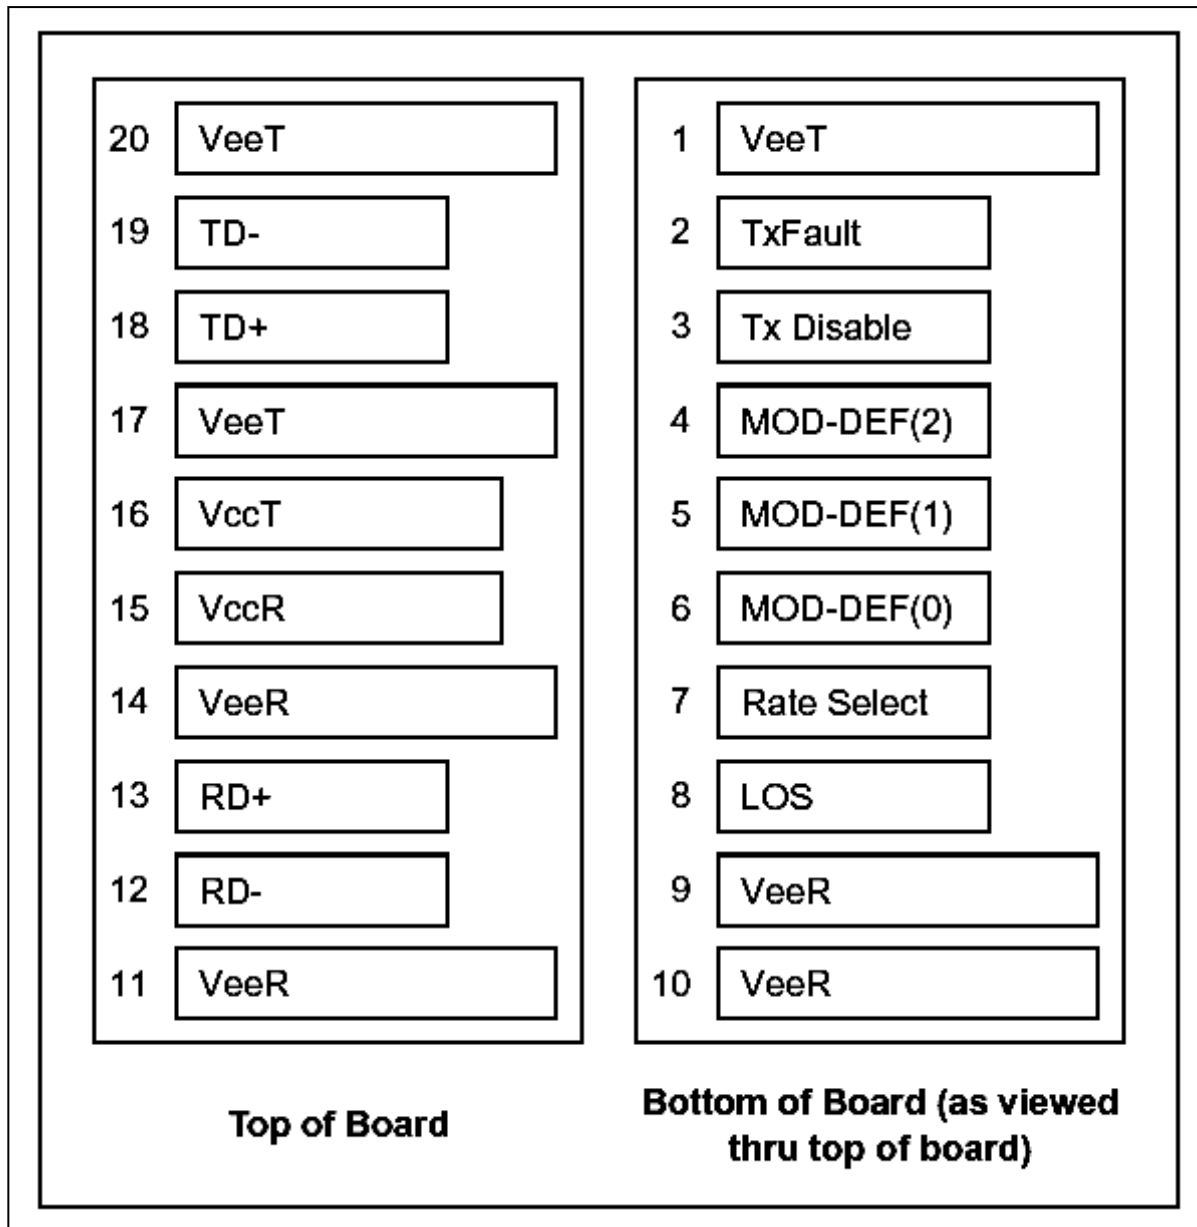 20 VeeT
19 TD-
18 TD+
17 VeeT
16 VccT
15 VccR
14 VeeR
13 RD+
12 RD-
11 VeeR
Top of Board
1 VeeT
2 TxFault
3 Tx Disable
4 MOD-DEF(2)
5 MOD-DEF(1)
6 MOD-DEF(0)
7 Rate Select
8 LOS
9 VeeR
10 VeeR
Bottom of Board (as viewed
thru top of board)